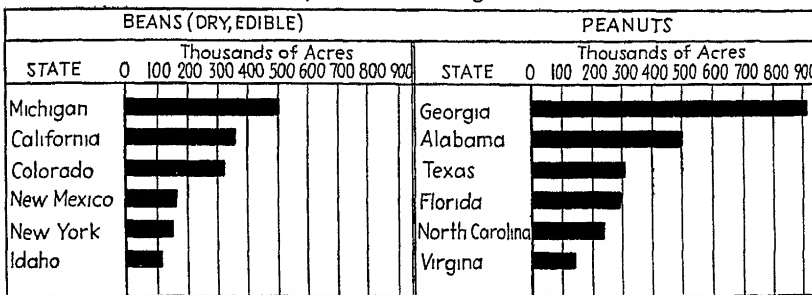 BEANS (DRY, EDIBLE)
Thousands of Acres
STATE 0 100 200 300 400 500 600 700 800 900
Michigan
California
Colorado
New Mexico
New York
Idaho
PEANUTS
Thousands of Acres
STATE 0 100 200 300 400 500 600 700 800 900
Georgia
Alabama
Texas
Florida
North Carolina
Virgina